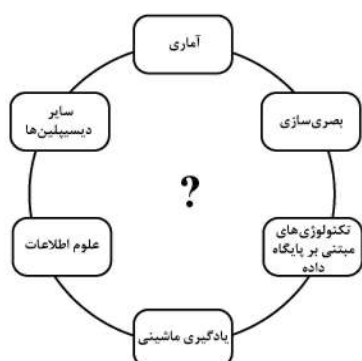 آماری
بصری‌سازی
تکنولوژی‌های
مبتنی بر پایگاه
داده
یادگیری ماشینی
علوم اطلاعات
سایر
دیسیپلین‌ها
?